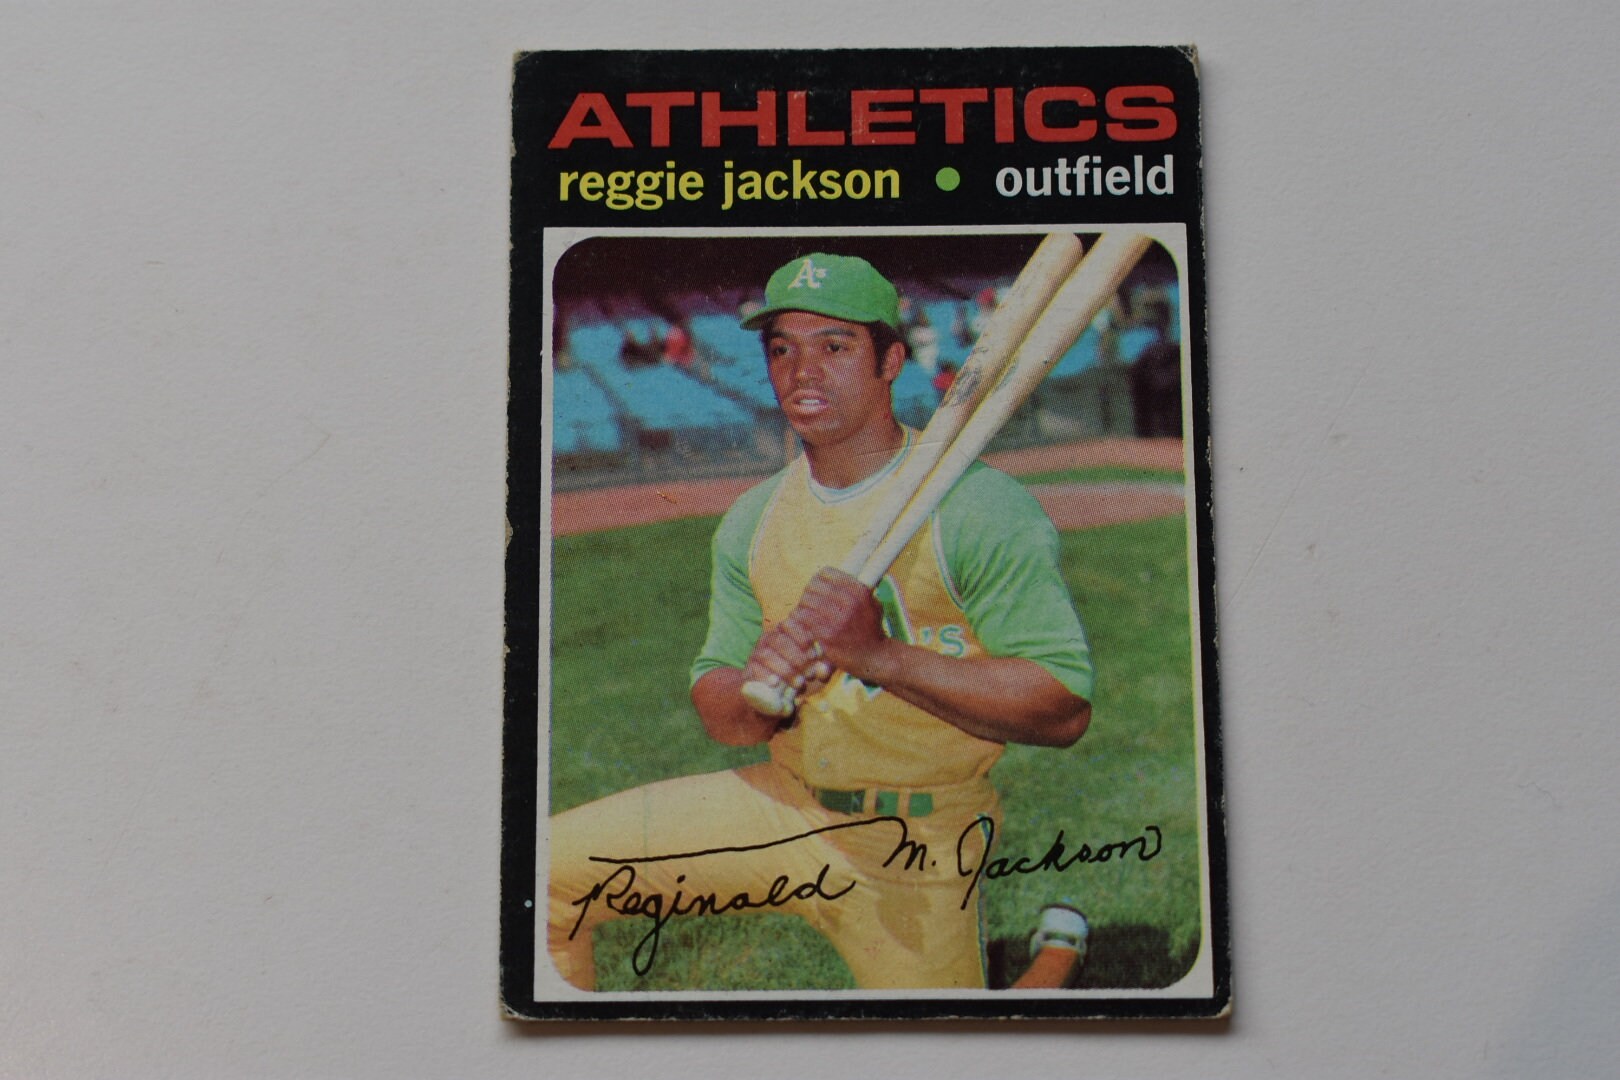 ATHLETICS
reggie jackson • outfield
A's
'S
Reginald M. Jackson